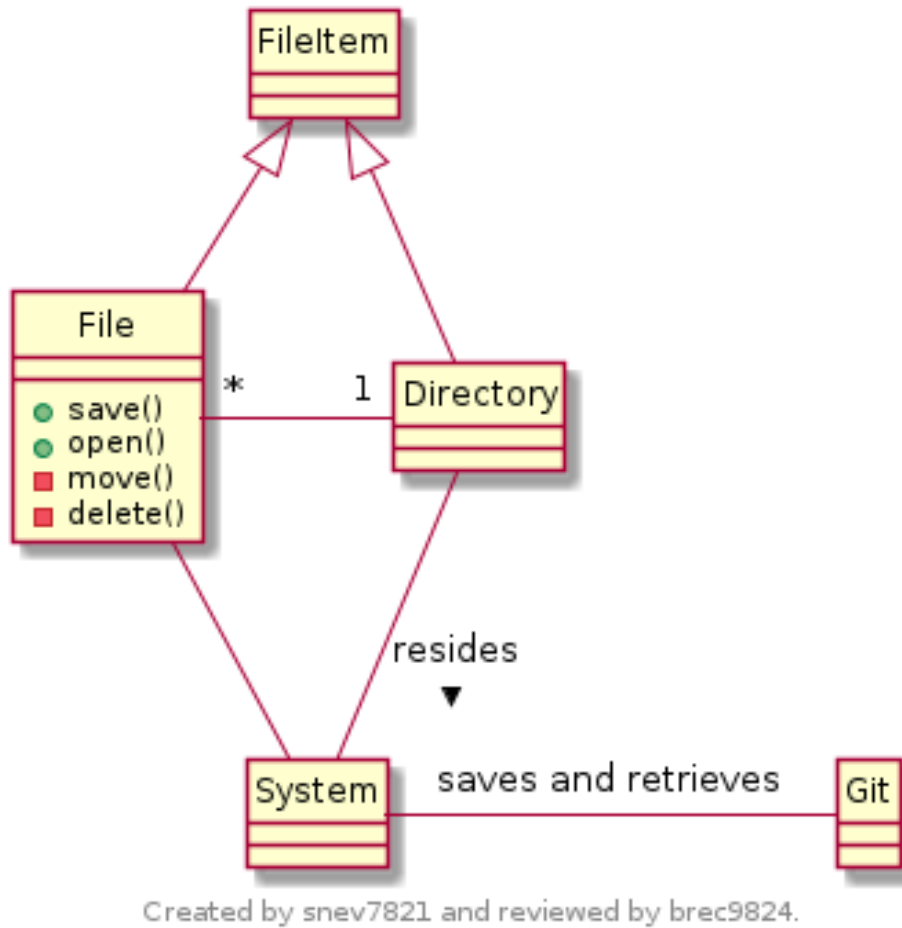 FileItem
File
save()
open()
move()
delete()
* 1
Directory
resides
▼
System
saves and retrieves
Git
Created by snev7821 and reviewed by brec9824.